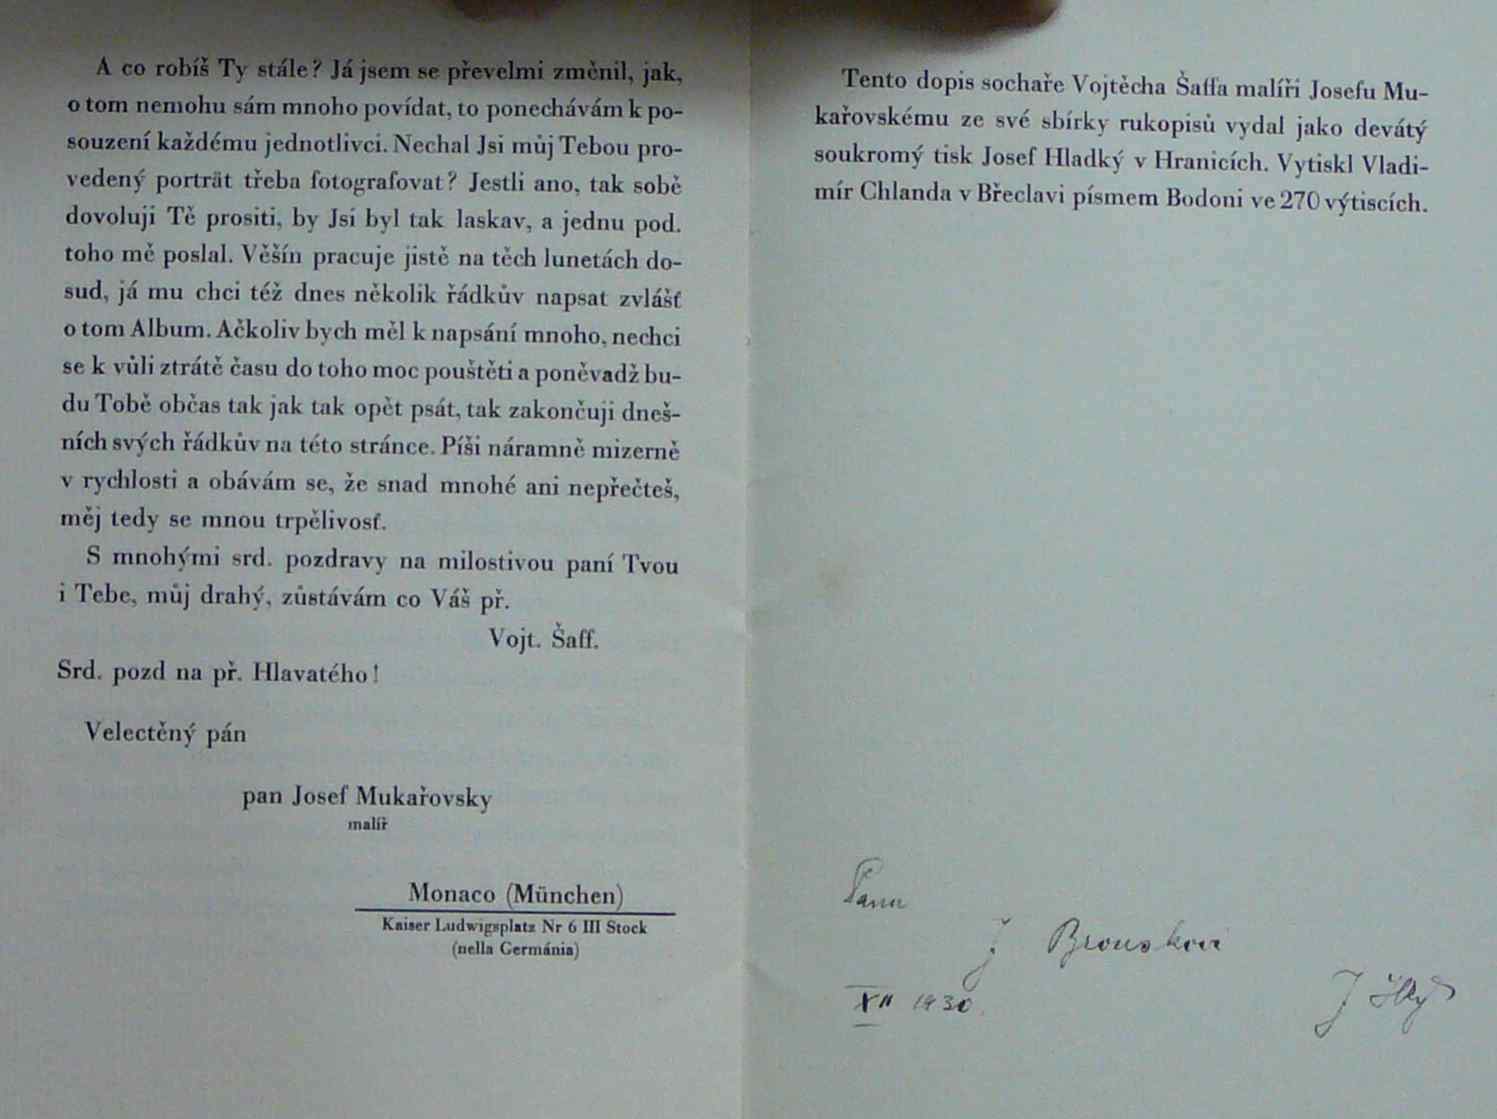 A co robíš Ty stále? Já jsem se převelmi změnil, jak,
o tom nemohu sám mnoho povídat, to ponechávám k po-
souzení každému jednotlivci. Nechal Jsi můj Tebou pro-
vedený porträt třeba fotografovat? Jestli ano, tak sobě
dovoluji Tě prositi, by Jsi byl tak laskav, a jednu pod.
toho mě poslal. Věšín pracuje jistě na těch lunetách do-
sud, já mu chci též dnes několik řádkův napsat zvlášť
o tom Album. Ačkoliv bych měl k napsání mnoho, nechci
se k vůli ztrátě času do toho moc pouštěti a poněvadž bu-
du Tobě občas tak jak tak opět psát, tak zakončuji dneš-
ních svých řádkův na této stránce. Píši náramně mizerně
v rychlosti a obávám se, že snad mnohé ani nepřečteš,
měj tedy se mnou trpělivosť.
S mnohými srd. pozdravy na milostivou paní Tvou
i Tebe, můj drahý, zůstávám co Váš př.
Vojt. Šaff.
Srd. pozd na př. Hlavatého!
Velectěný pán
pan Josef Mukařovsky
malíř
Monaco (München)
Kaiser Ludwigsplatz Nr 6 III Stock
(nella Germánia)
Tento dopis sochaře Vojtěcha Šaffa malíři Josefu Mu-
kařovskému ze své sbírky rukopisů vydal jako devátý
soukromý tisk Josef Hladký v Hranicích. Vytiskl Vladi-
mír Chlanda v Břeclavi písmem Bodoni ve 270 výtiscích.
Panu
J Brouskovi
XII 1930.
J